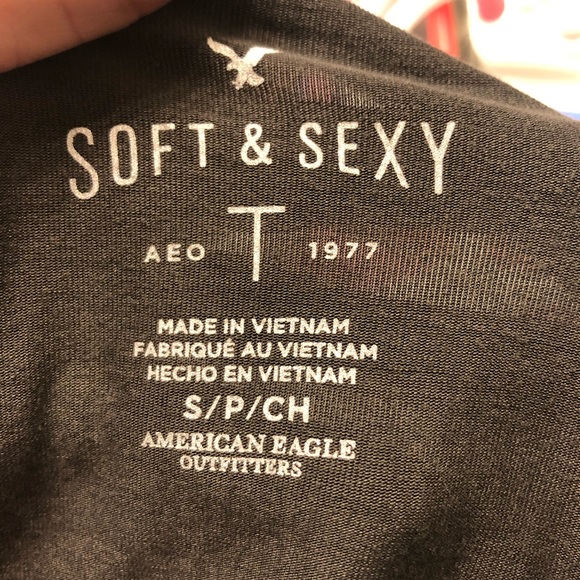 SOFT & SEXY
AEO T 1977
MADE IN VIETNAM
FABRIQUÉ AU VIETNAM
HECHO EN VIETNAM
S/P/CH
AMERICAN EAGLE
OUTFITTERS